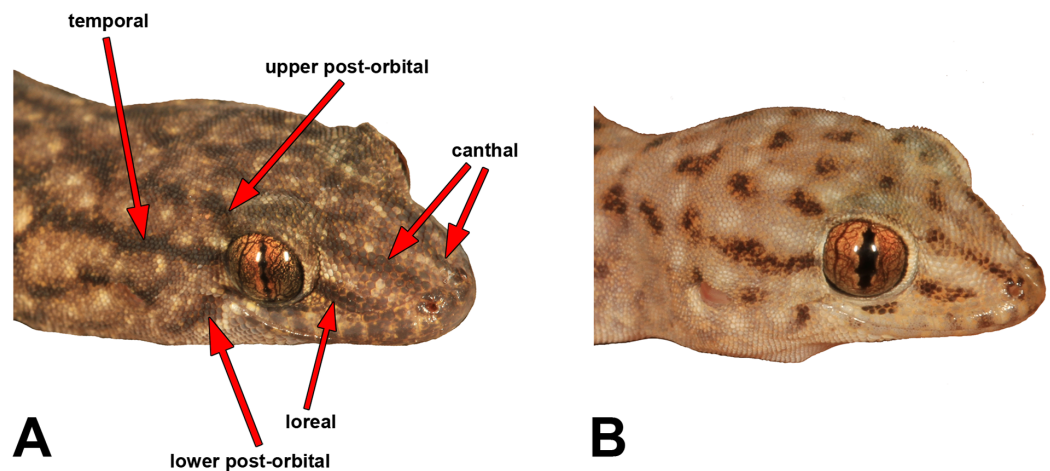 temporal
upper post-orbital
canthal
loreal
lower post-orbital
A
B